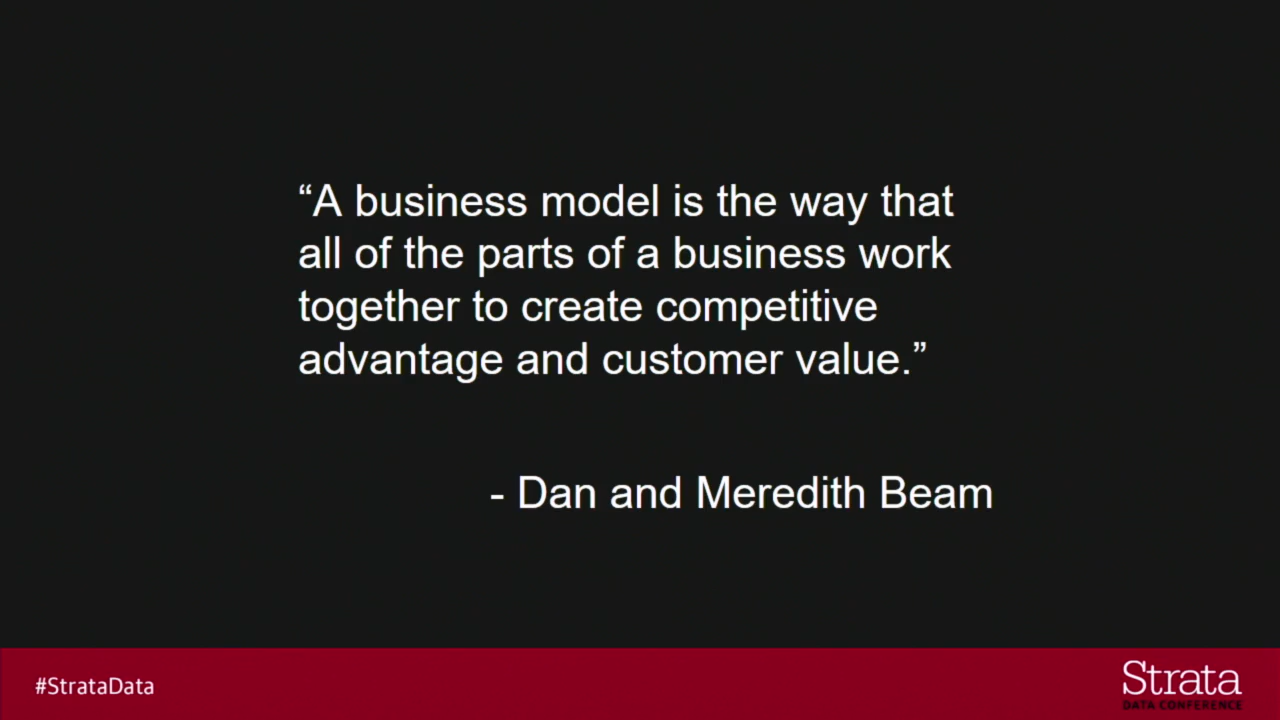 “A business model is the way that
all of the parts of a business work
together to create competitive
advantage and customer value.”
- Dan and Meredith Beam
#StrataData
Strata
DATA CONFERENCE